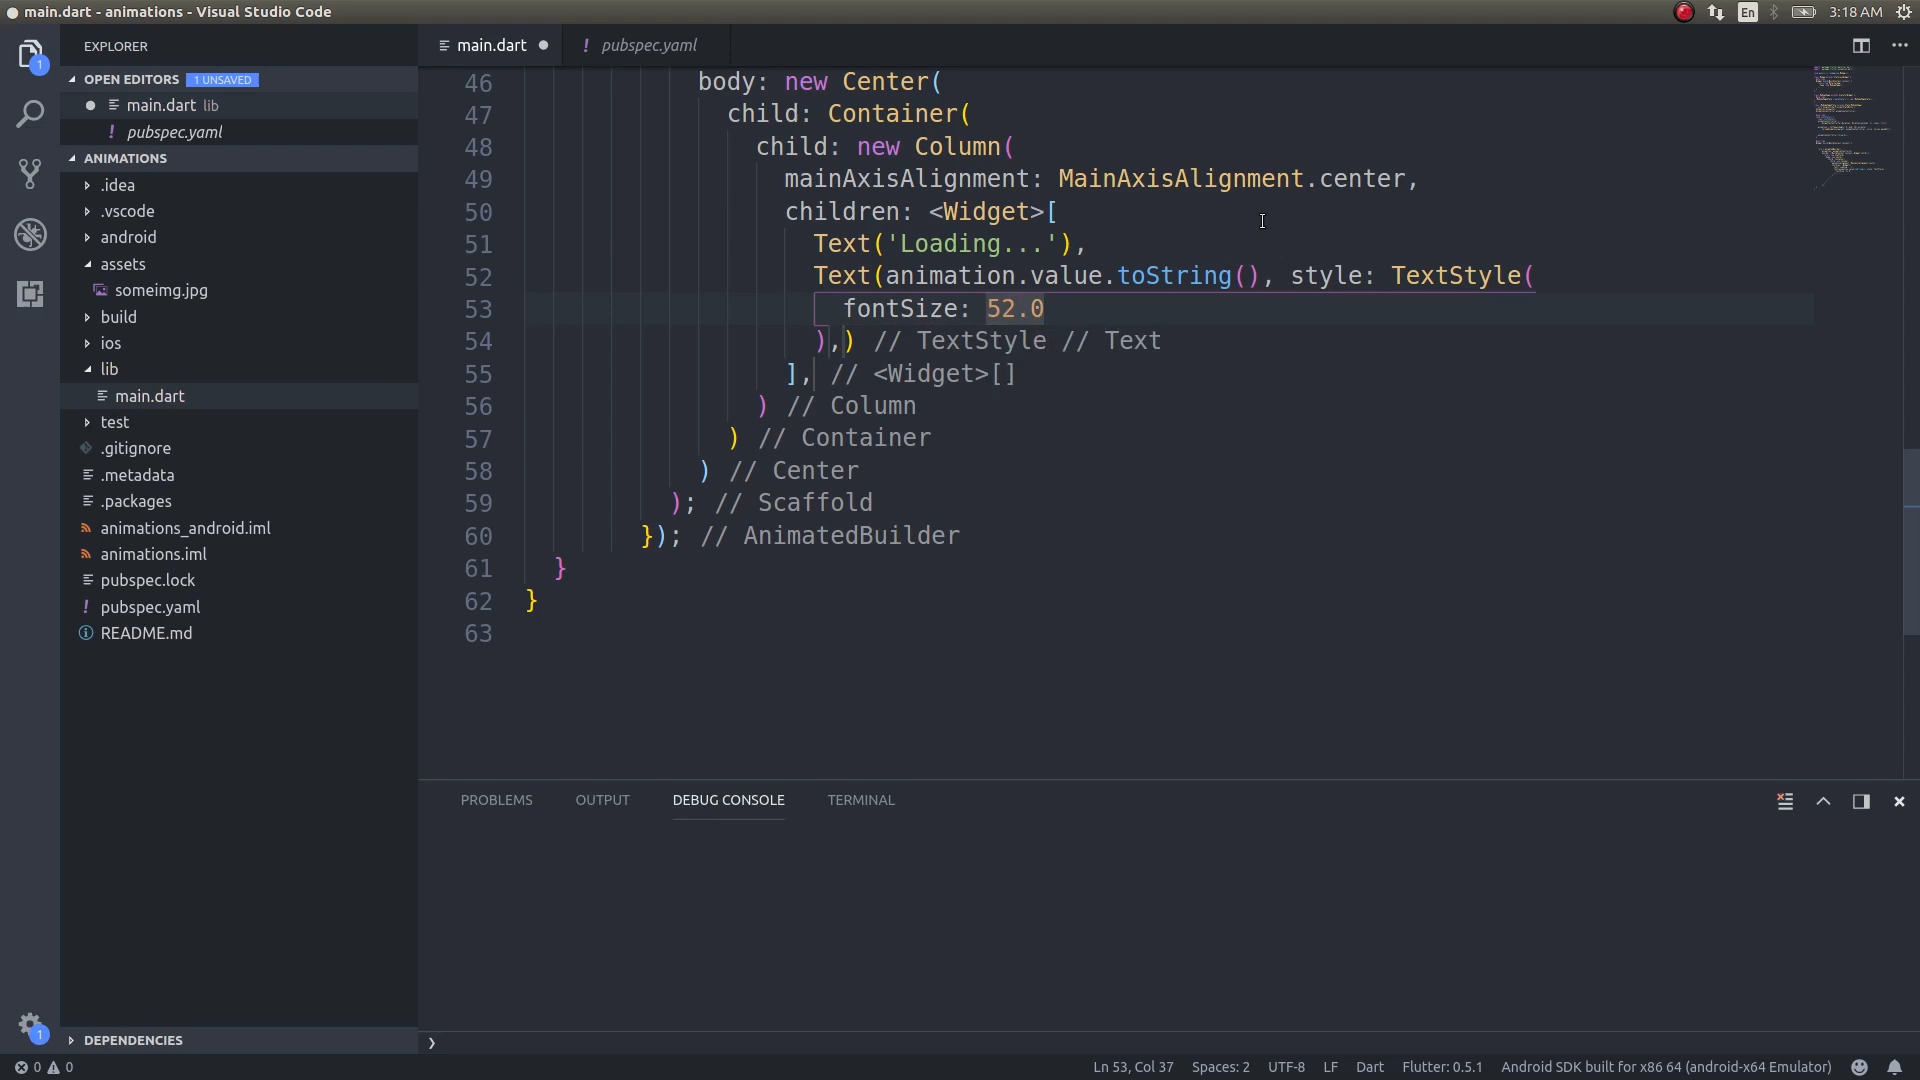 main.dart - animations - Visual Studio Code
En
3:18 AM
EXPLORER
OPEN EDITORS 1 UNSAVED
main.dart lib
! pubspec.yaml
ANIMATIONS
.idea
.vscode
android
assets
someimg.jpg
build
ios
lib
main.dart
test
.gitignore
.metadata
.packages
animations_android.iml
animations.iml
pubspec.lock
! pubspec.yaml
README.md
DEPENDENCIES
1
1
main.dart
! pubspec.yaml
46 body: new Center(
47 child: Container(
48 child: new Column(
49 mainAxisAlignment: MainAxisAlignment.center,
50 children: <Widget>[
51 Text('Loading...'),
52 Text(animation.value.toString(), style: TextStyle(
53 fontSize: 52.0
54 ),) // TextStyle // Text
55 ], // <Widget>[]
56 ) // Column
57 ) // Container
58 ) // Center
59 ); // Scaffold
60 }); // AnimatedBuilder
61 }
62 }
63
PROBLEMS OUTPUT DEBUG CONSOLE TERMINAL
0 0
Ln 53, Col 37 Spaces: 2 UTF-8 LF Dart Flutter: 0.5.1 Android SDK built for x86 64 (android-x64 Emulator)